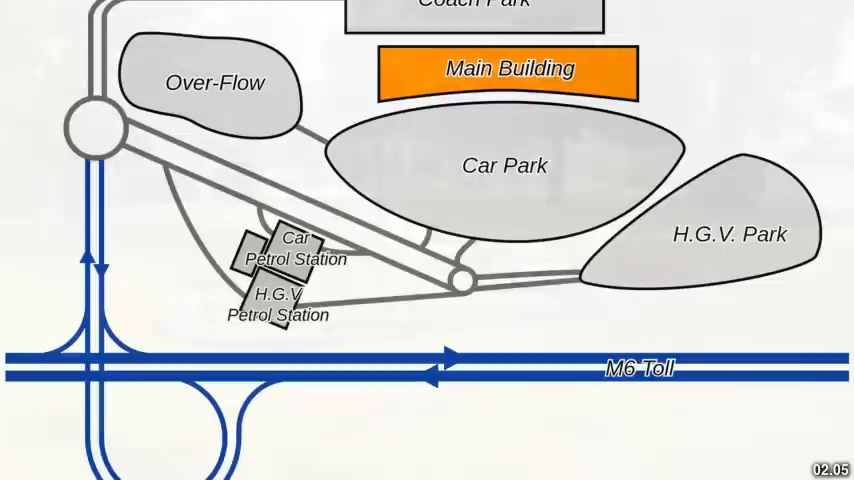 Coach Park
Main Building
Over-Flow
Car Park
H.G.V. Park
Car
Petrol Station
H.G.V
Petrol Station
M6 Toll
02.05